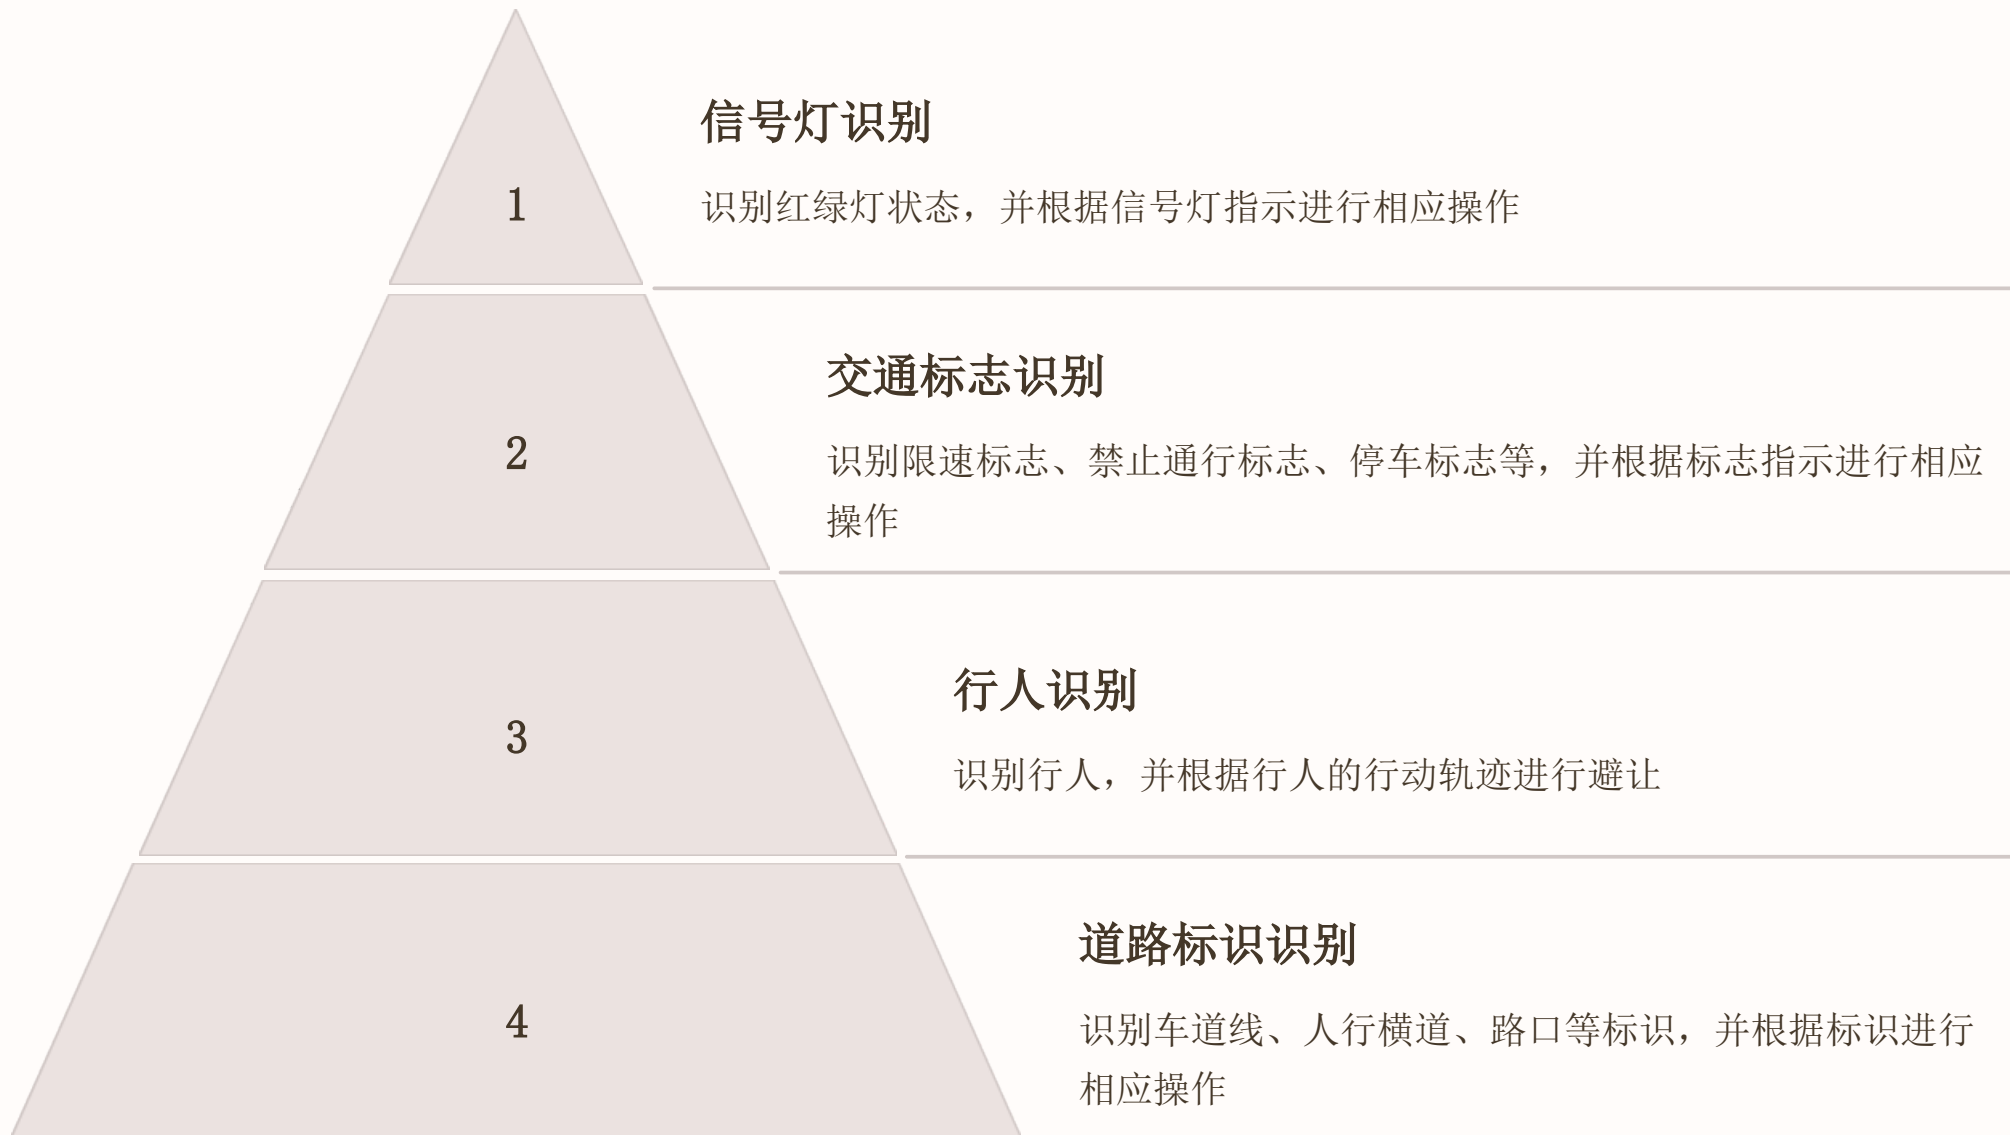 信号灯识别
1
识别红绿灯状态，并根据信号灯指示进行相应操作
交通标志识别
2
识别限速标志、禁止通行标志、停车标志等，并根据标志指示进行相应
操作
行人识别
3
识别行人，并根据行人的行动轨迹进行避让
道路标识识别
4
识别车道线、人行横道、路口等标识，并根据标识进行
相应操作